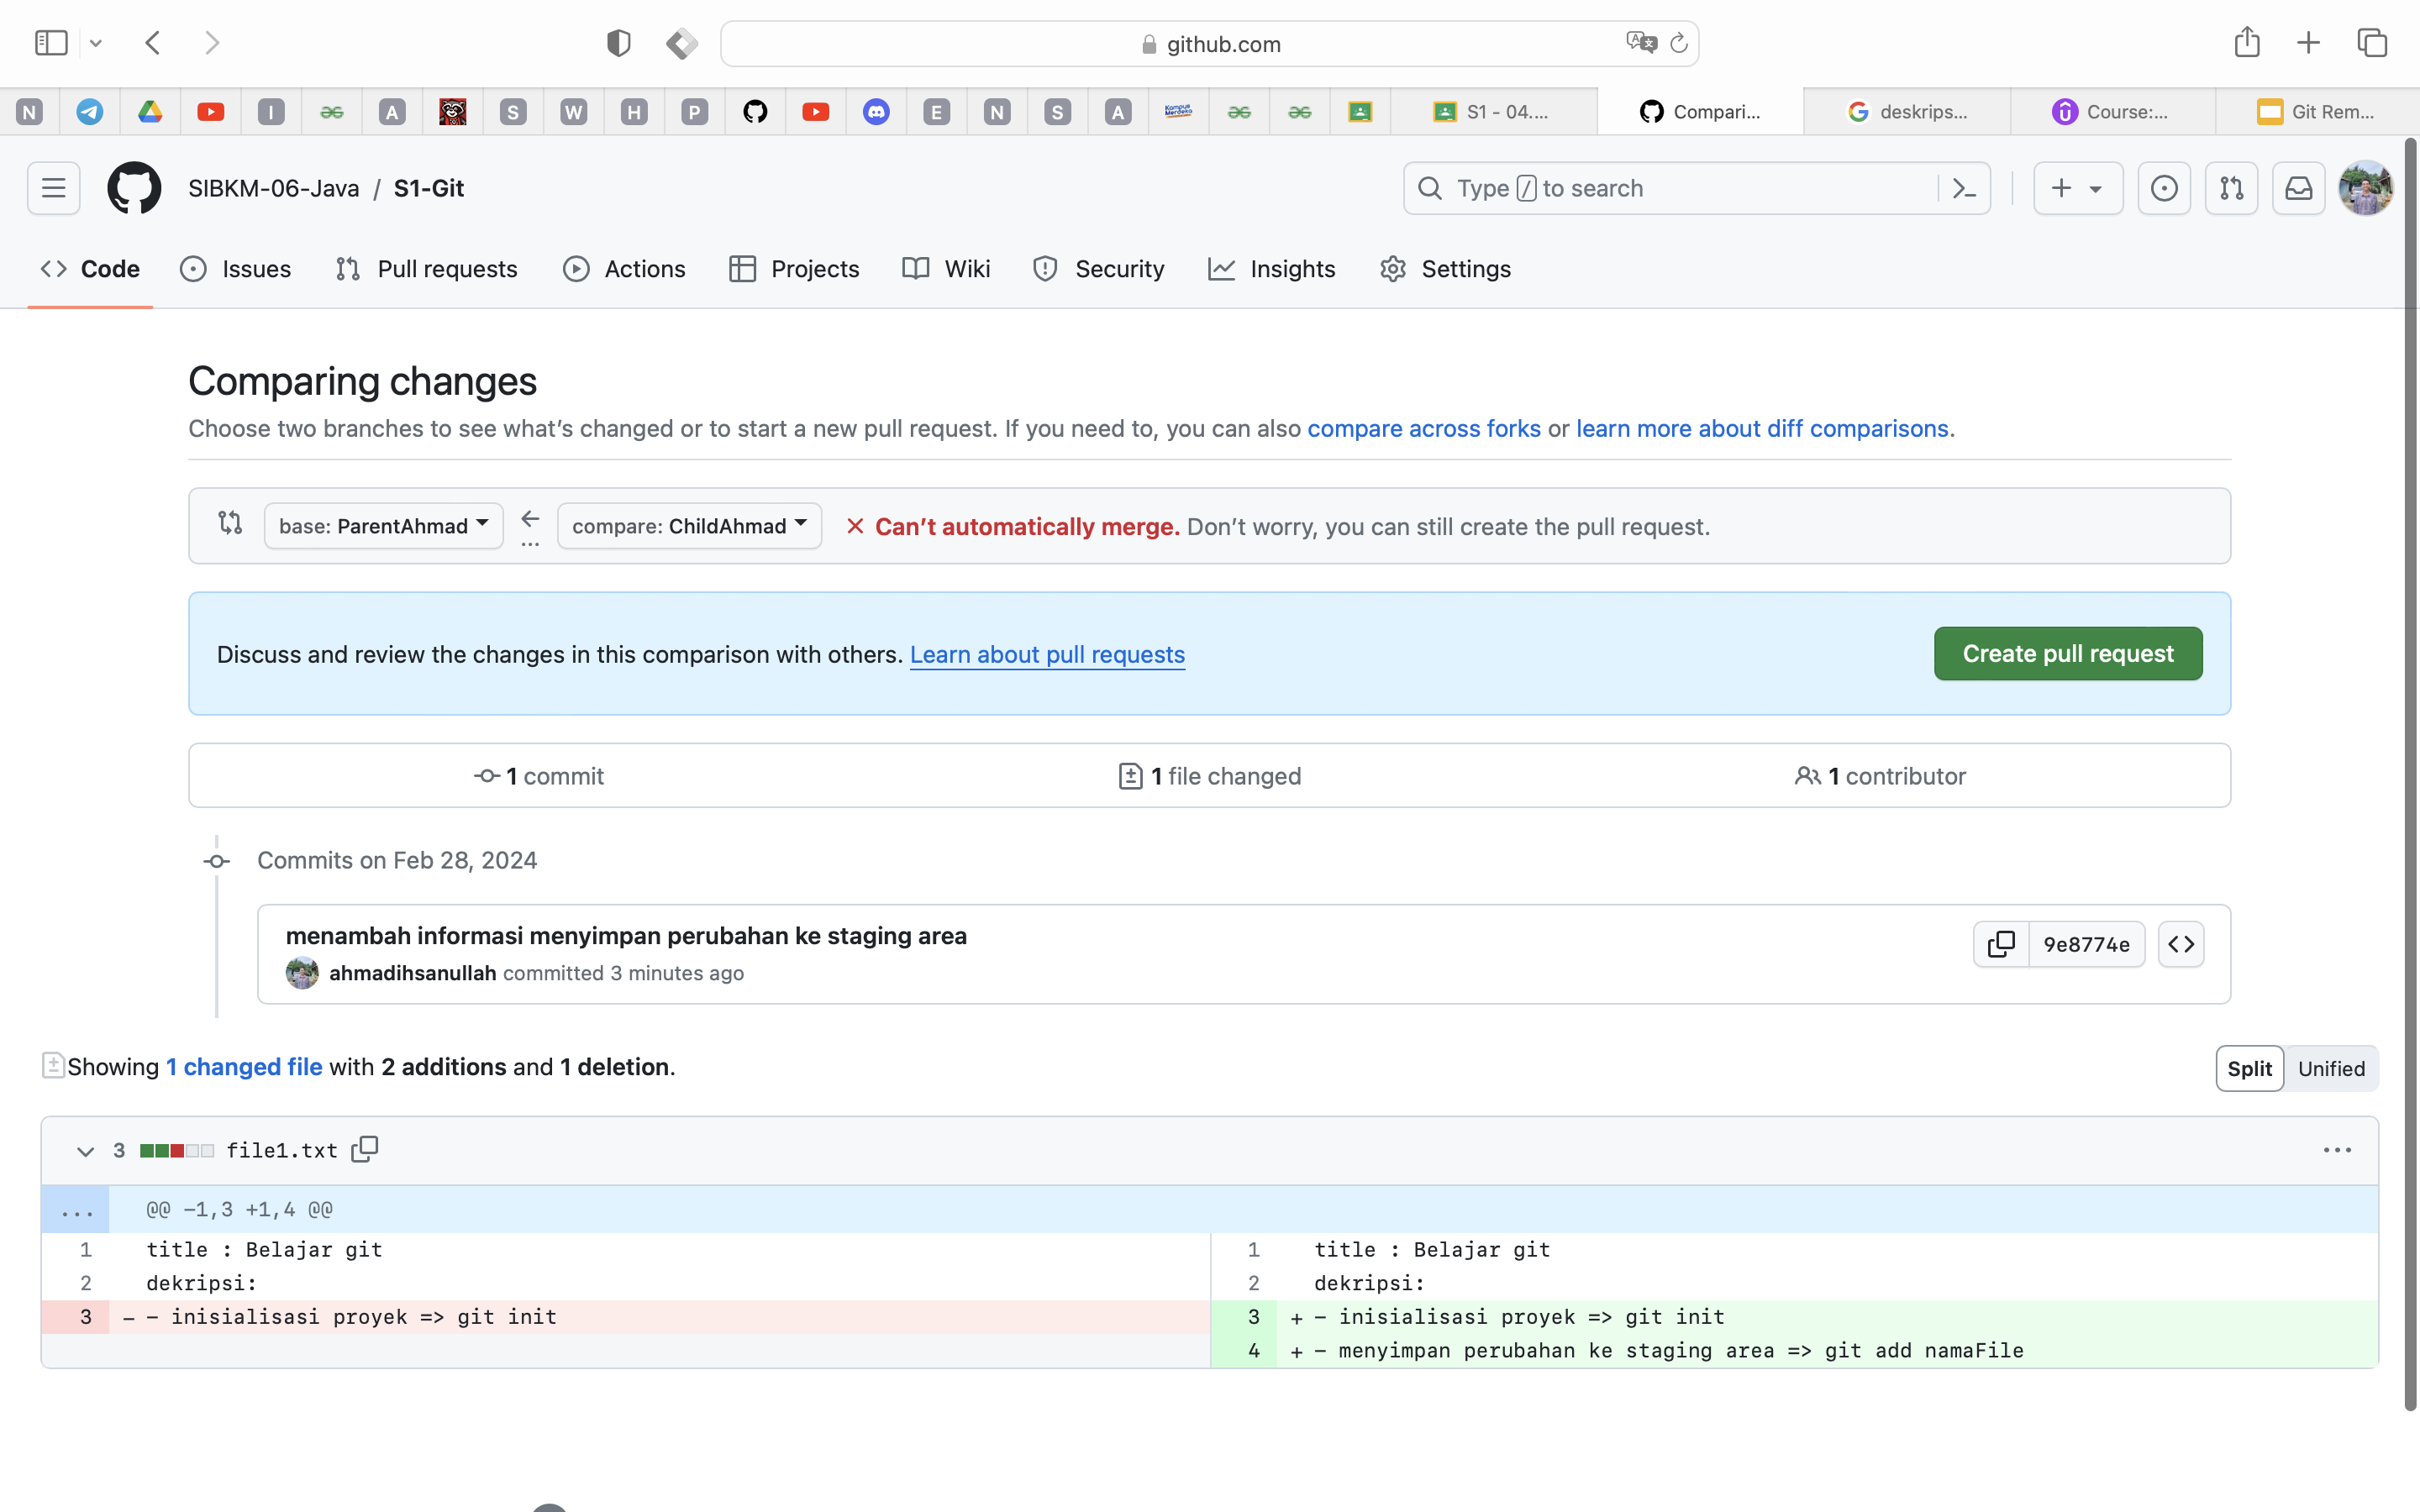 github.com
N I A S W H P E N S A Kampus Merdeka S1 - 04.... Compari... deskrips... Course:... Git Rem...
SIBKM-06-Java / S1-Git Type / to search
Code Issues Pull requests Actions Projects Wiki Security Insights Settings
Comparing changes
Choose two branches to see what’s changed or to start a new pull request. If you need to, you can also compare across forks or learn more about diff comparisons.
base: ParentAhmad ... compare: ChildAhmad Can’t automatically merge. Don’t worry, you can still create the pull request.
Discuss and review the changes in this comparison with others. Learn about pull requests Create pull request
1 commit 1 file changed 1 contributor
Commits on Feb 28, 2024
menambah informasi menyimpan perubahan ke staging area 9e8774e
ahmadihsanullah committed 3 minutes ago
Showing 1 changed file with 2 additions and 1 deletion. Split Unified
3 file1.txt ...
... @@ -1,3 +1,4 @@
1 title : Belajar git 1 title : Belajar git
2 dekripsi: 2 dekripsi:
3 - - inisialisasi proyek => git init 3 + - inisialisasi proyek => git init
4 + - menyimpan perubahan ke staging area => git add namaFile